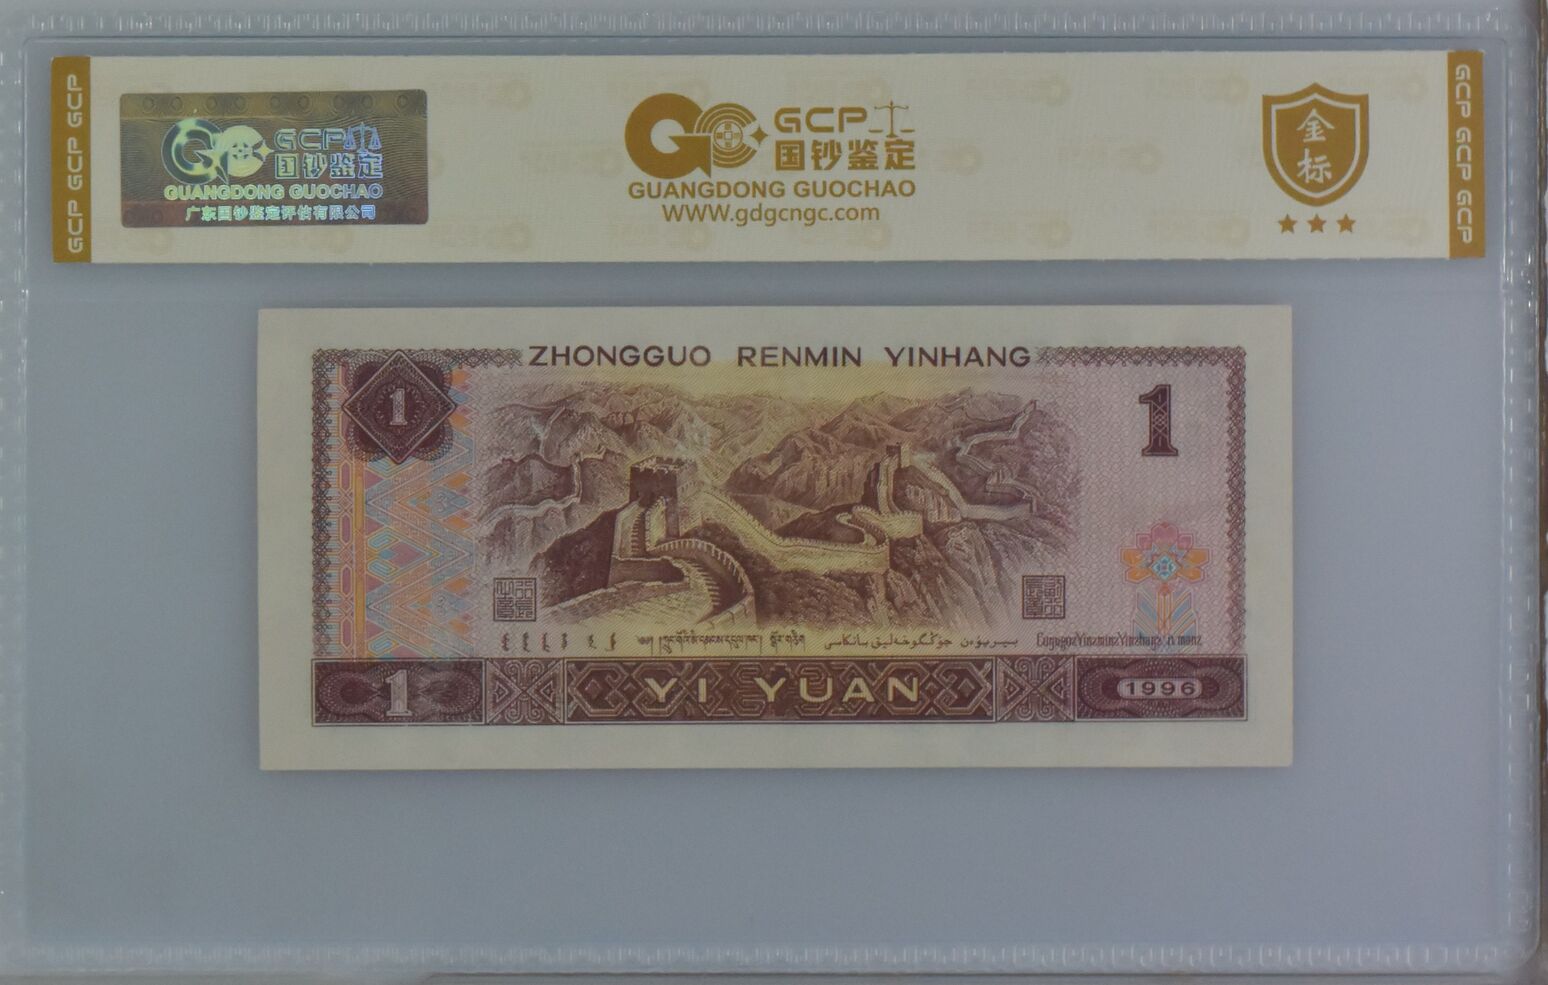 GCP GCP GCP
GCP
国钞鉴定
GUANGDONG GUOCHAO
广东国钞鉴定评估有限公司
GCP
国钞鉴定
GUANGDONG GUOCHAO
WWW.gdgcngc.com
金
标
GCP GCP GCP
ZHONGGUO RENMIN YINHANG
1
1
1
YI YUAN
1996